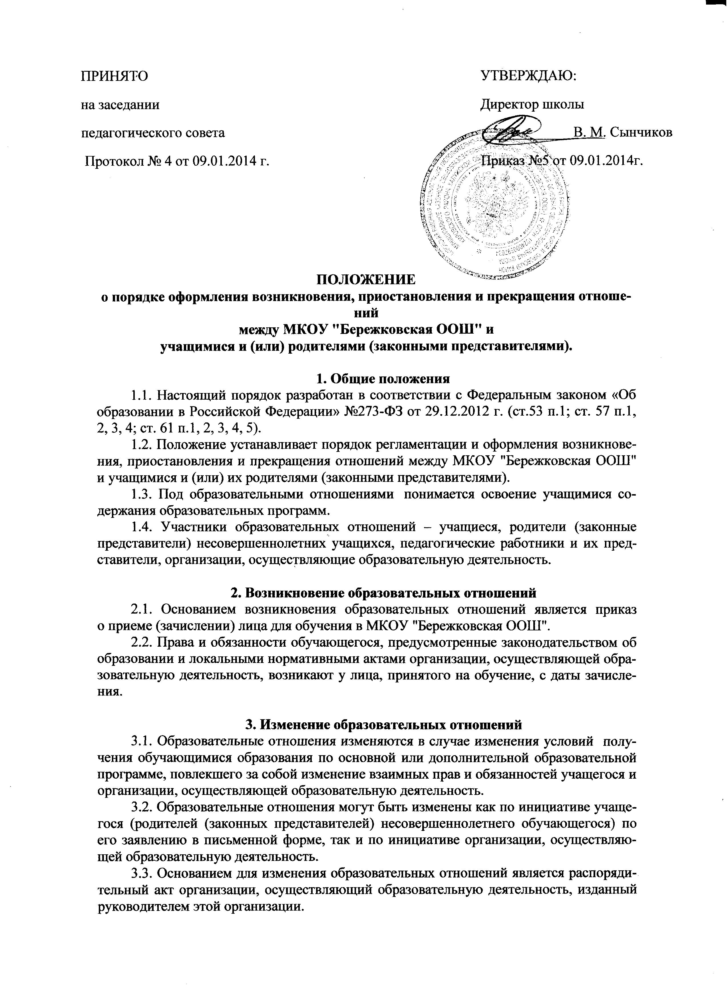 ПРИНЯТО
УТВЕРЖДАЮ:
на заседании
Директор школы
педагогического совета
В. М. Сынчиков
Протокол № 4 от 09.01.2014 г.
Приказ №5 от 09.01.2014г.
ПОЛОЖЕНИЕ
о порядке оформления возникновения, приостановления и прекращения отноше-
ний
между МКОУ "Бережковская ООШ" и
учащимися и (или) родителями (законными представителями).
1. Общие положения
1.1. Настоящий порядок разработан в соответствии с Федеральным законом «Об
образовании в Российской Федерации» №273-ФЗ от 29.12.2012 г. (ст.53 п.1; ст. 57 п.1,
2, 3, 4; ст. 61 п.1, 2, 3, 4, 5).
1.2. Положение устанавливает порядок регламентации и оформления возникнове-
ния, приостановления и прекращения отношений между МКОУ "Бережковская ООШ"
и учащимися и (или) их родителями (законными представителями).
1.3. Под образовательными отношениями понимается освоение учащимися со-
держания образовательных программ.
1.4. Участники образовательных отношений – учащиеся, родители (законные
представители) несовершеннолетних учащихся, педагогические работники и их пред-
ставители, организации, осуществляющие образовательную деятельность.
2. Возникновение образовательных отношений
2.1. Основанием возникновения образовательных отношений является приказ
о приеме (зачислении) лица для обучения в МКОУ "Бережковская ООШ".
2.2. Права и обязанности обучающегося, предусмотренные законодательством об
образовании и локальными нормативными актами организации, осуществляющей обра-
зовательную деятельность, возникают у лица, принятого на обучение, с даты зачисле-
ния.
3. Изменение образовательных отношений
3.1. Образовательные отношения изменяются в случае изменения условий полу-
чения обучающимися образования по основной или дополнительной образовательной
программе, повлекшего за собой изменение взаимных прав и обязанностей учащегося и
организации, осуществляющей образовательную деятельность.
3.2. Образовательные отношения могут быть изменены как по инициативе учаще-
гося (родителей (законных представителей) несовершеннолетнего обучающегося) по
его заявлению в письменной форме, так и по инициативе организации, осуществляю-
щей образовательную деятельность.
3.3. Основанием для изменения образовательных отношений является распоряди-
тельный акт организации, осуществляющий образовательную деятельность, изданный
руководителем этой организации.